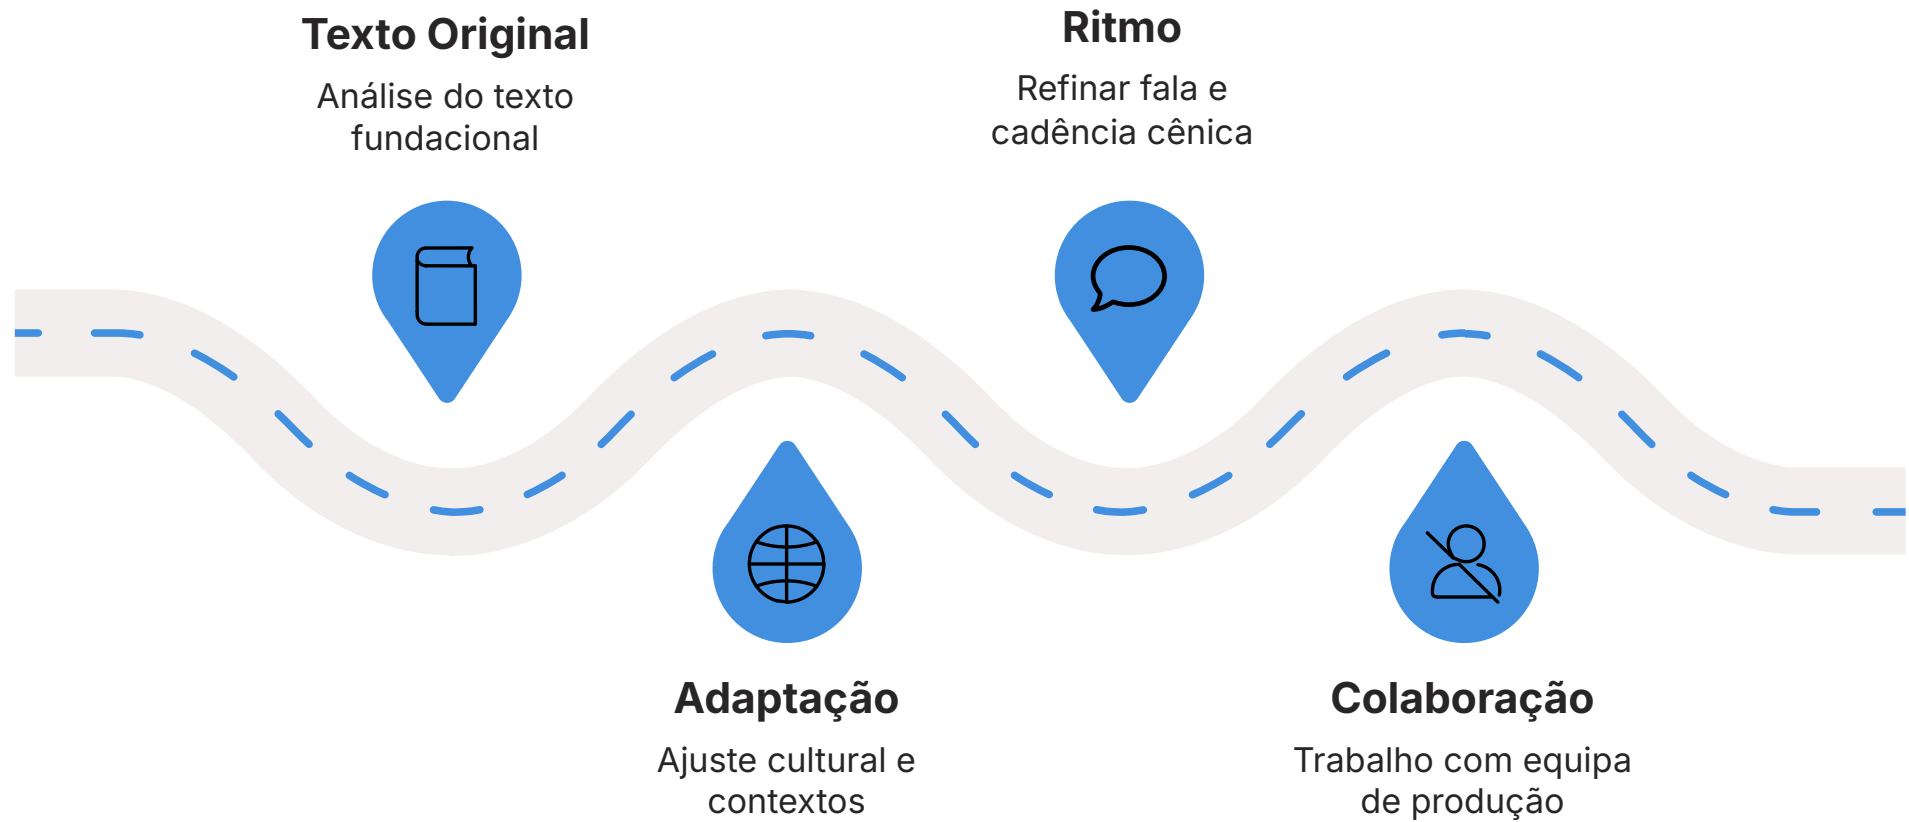 Texto Original
Análise do texto
fundacional
Adaptação
Ajuste cultural e
contextos
Ritmo
Refinar fala e
cadência cênica
Colaboração
Trabalho com equipa
de produção